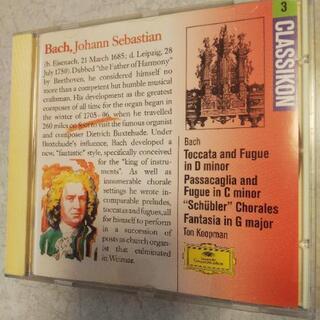 Bach, Johann Sebastian
(b. Eisenach, 21 March 1685; d. Leipzig, 28
July 1750). Dubbed "the Father of Harmony"
by Beethoven, he considered himself no
more than a competent but humble musical
craftsman. His development as the greatest
composer of all time for the organ began in
the winter of 1705-06, when he travelled
260 miles on foot to visit the famous organist
and composer Dietrich Buxtehude. Under
Buxtehude's influence, Bach developed a
new, "fantastic" style, specifically conceived
for the "king of instru-
ments". As well as
innumerable chorale
settings he wrote in-
comparable preludes,
toccatas and fugues, all
for himself to perform
in a succession of
posts as church organ-
ist that culminated
in Weimar.
3
CLASSIKON
Bach
Toccata and Fugue
in D minor
Passacaglia and
Fugue in C minor
"Schübler" Chorales
Fantasia in G major
Ton Koopman
Deutsche
Grammophon